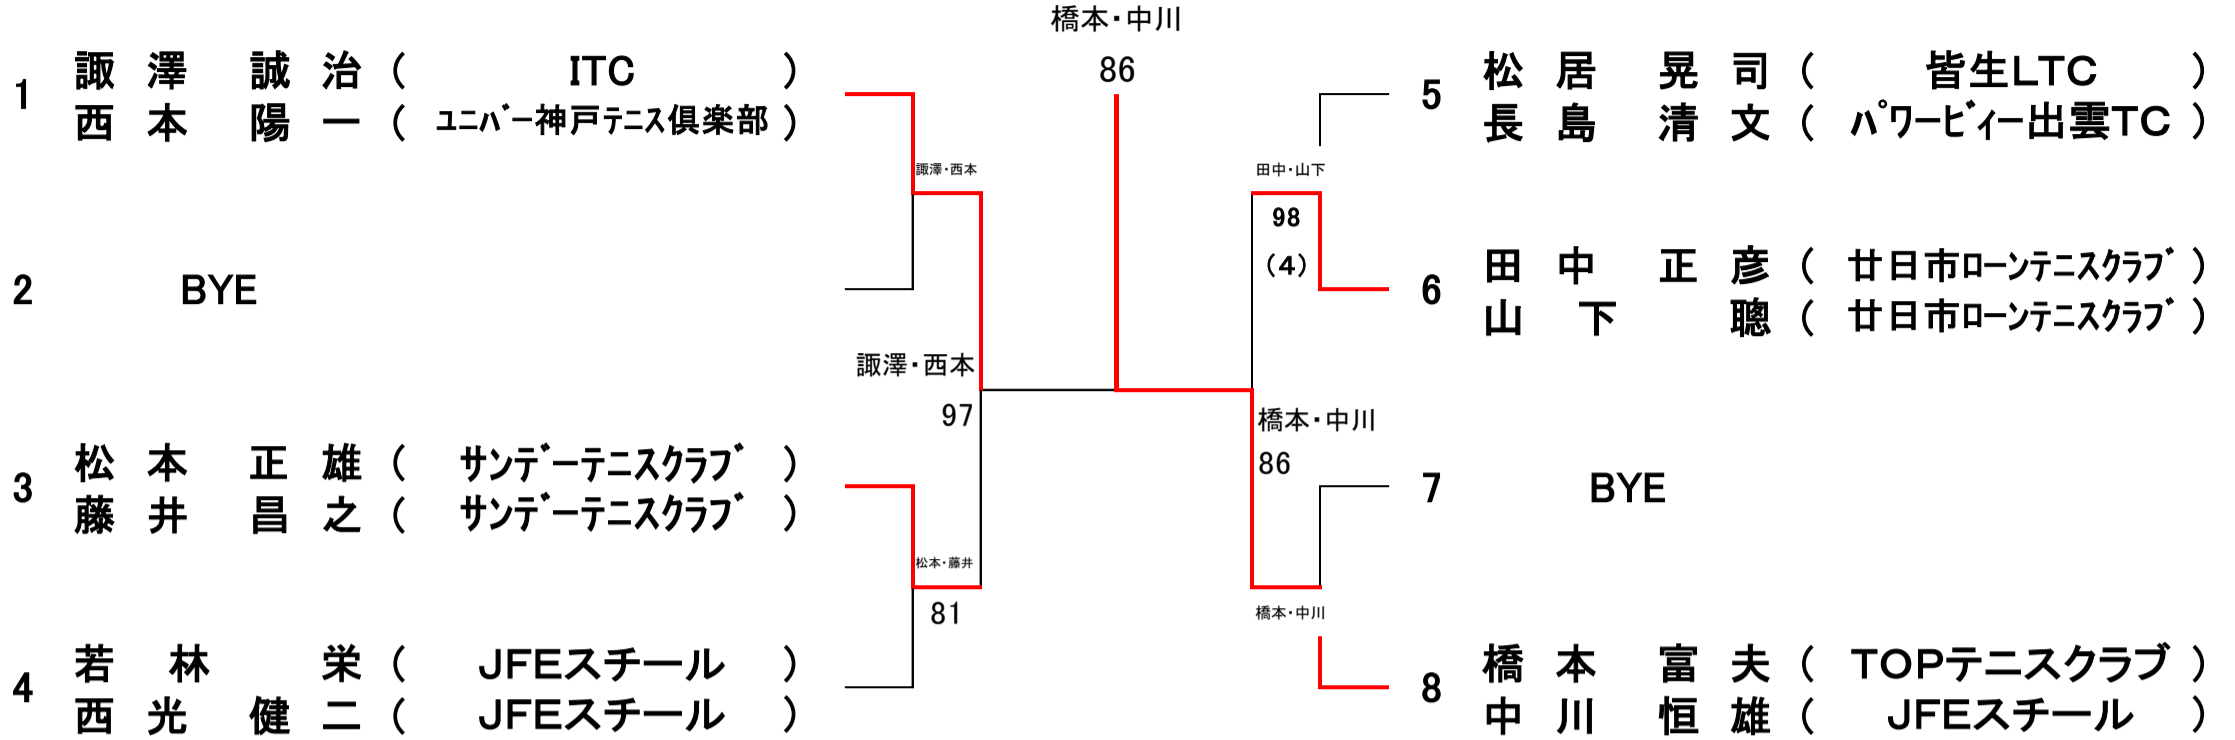 橋本・中川
86
1 諏澤 誠治 ( ITC )
西本 陽一 ( ﾕﾆﾊﾞｰ神戸ﾃﾆｽ倶楽部 )
諏澤・西本
2 BYE
諏澤・西本
97
3 松本 正雄 ( ｻﾝﾃﾞｰﾃﾆｽｸﾗﾌﾞ )
藤井 昌之 ( ｻﾝﾃﾞｰﾃﾆｽｸﾗﾌﾞ )
松本・藤井
81
4 若林 栄 ( JFEスチール )
西光 健二 ( JFEスチール )
5 松居 晃司 ( 皆生LTC )
長島 清文 ( ﾊﾟﾜｰﾋﾞｨｰ出雲TC )
田中・山下
98
(4)
6 田中 正彦 ( 廿日市ﾛｰﾝﾃﾆｽｸﾗﾌﾞ )
山下 聰 ( 廿日市ﾛｰﾝﾃﾆｽｸﾗﾌﾞ )
橋本・中川
86
7 BYE
橋本・中川
8 橋本 富夫 ( TOPテニスクラブ )
中川 恒雄 ( JFEスチール )